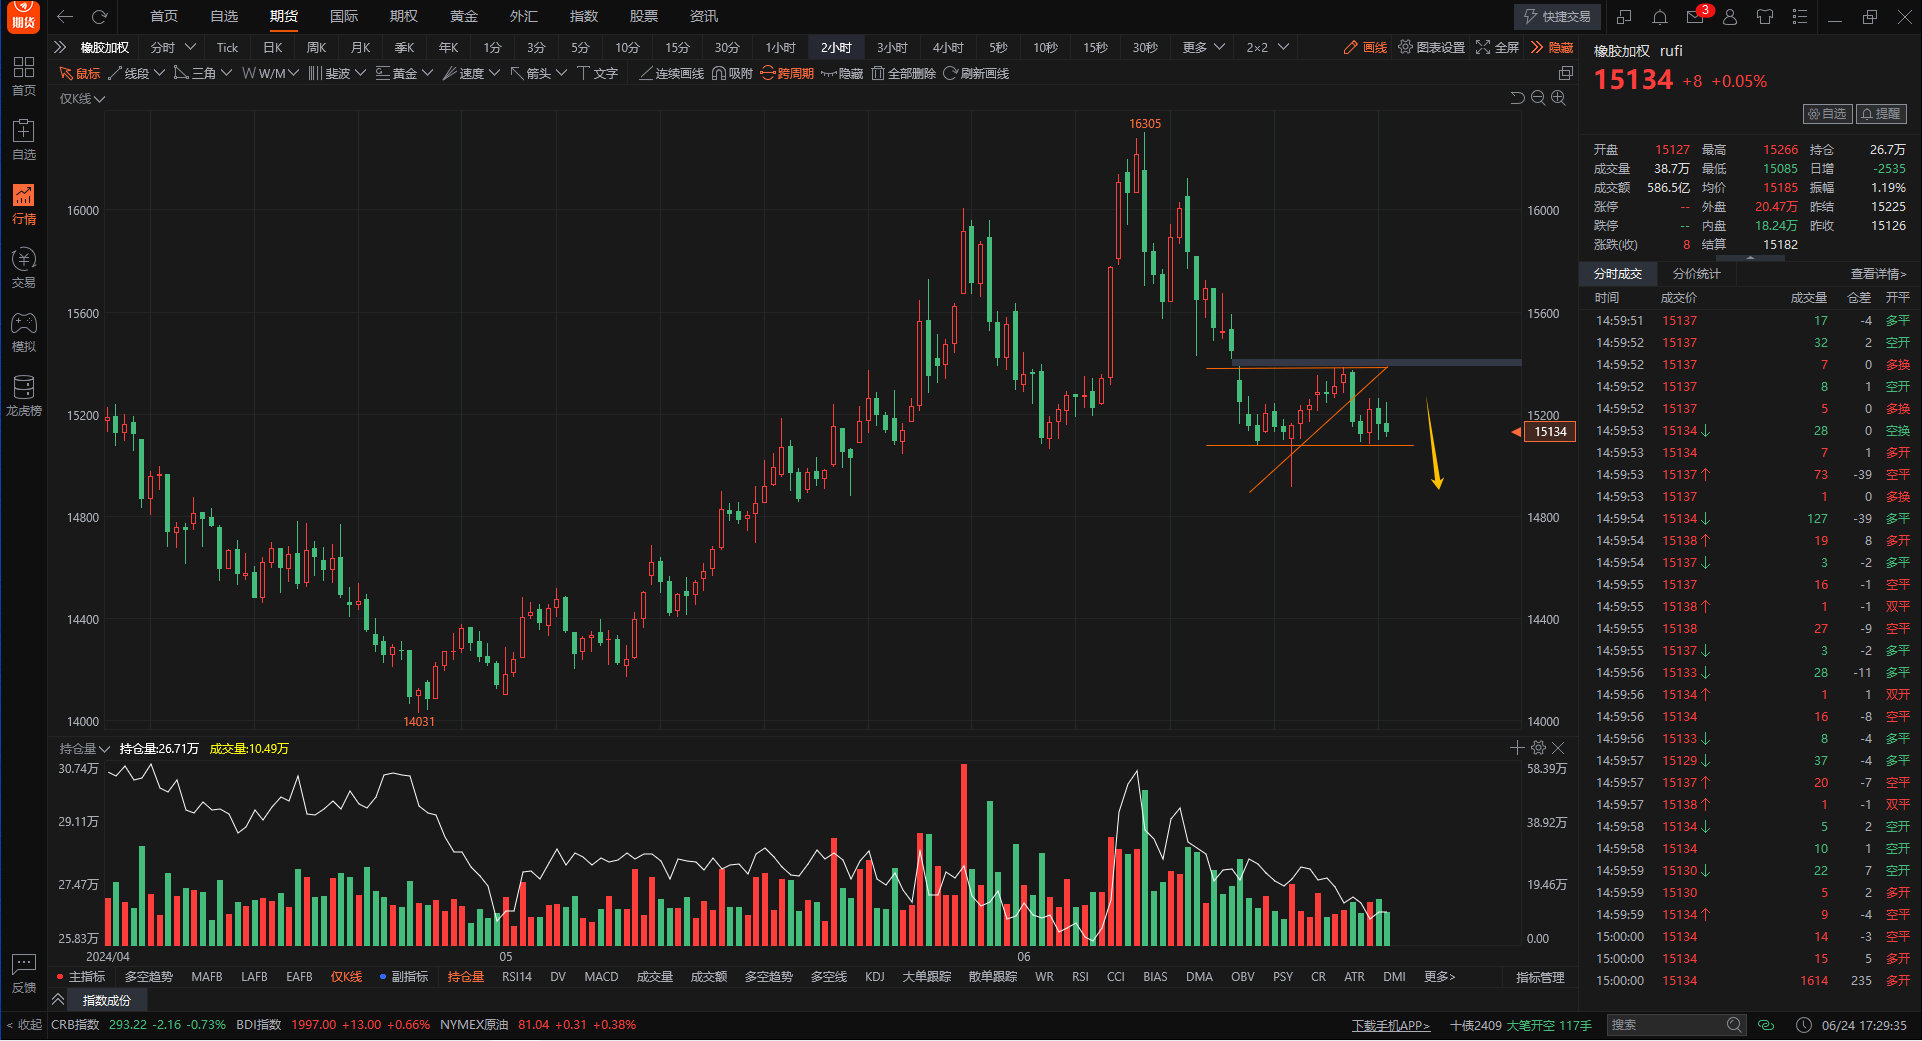 期货
首页 自选 期货 国际 期权 黄金 外汇 指数 股票 资讯
快捷交易 3
橡胶加权 分时 Tick 日K 周K 月K 季K 年K 1分 3分 5分 10分 15分 30分 1小时 2小时 3小时 4小时 5秒 10秒 15秒 30秒 更多 2×2 画线 图表设置 全屏 隐藏
鼠标 线段 三角 W/M 斐波 黄金 速度 箭头 文字 连续画线 吸附 跨周期 隐藏 全部删除 刷新画线
仅K线
首页
自选
行情
交易
模拟
龙虎榜
反馈
< 收起
16305
16000 16000
15600 15600
15200 15200
15134
14800 14800
14400 14400
14000 14000
14031
持仓量 持仓量:26.71万 成交量:10.49万
30.74万 58.39万
29.11万 38.92万
27.47万 19.46万
25.83万 0.00
2024/04 05 06
主指标 多空趋势 MAFB LAFB EAFB 仅K线 副指标 持仓量 RSI14 DV MACD 成交量 成交额 多空趋势 多空线 KDJ 大单跟踪 散单跟踪 WR RSI CCI BIAS DMA OBV PSY CR ATR DMI 更多> 指标管理
指数成份
CRB指数 293.22 -2.16 -0.73% BDI指数 1997.00 +13.00 +0.66% NYMEX原油 81.04 +0.31 +0.38%
下载手机APP> 十债2409 大笔开空 117手 搜索 06/24 17:29:35
橡胶加权 rufi
15134 +8 +0.05%
自选 提醒
开盘 15127 最高 15266 持仓 26.7万
成交量 38.7万 最低 15085 日增 -2535
成交额 586.5亿 均价 15185 振幅 1.19%
涨停 -- 外盘 20.47万 昨结 15225
跌停 -- 内盘 18.24万 昨收 15126
涨跌(收) 8 结算 15182
分时成交 分价统计 查看详情>
时间 成交价 成交量 仓差 开平
14:59:51 15137 17 -4 多平
14:59:52 15137 32 2 空开
14:59:52 15137 7 0 多换
14:59:52 15137 8 1 空开
14:59:52 15137 5 0 多换
14:59:53 15134↓ 28 0 空换
14:59:53 15134 7 1 多开
14:59:53 15137↑ 73 -39 空平
14:59:53 15137 1 0 多换
14:59:54 15134↓ 127 -39 多平
14:59:54 15138↑ 19 8 多开
14:59:54 15137↓ 3 -2 多平
14:59:55 15137 16 -1 空平
14:59:55 15138↑ 1 -1 双平
14:59:55 15138 27 -9 空平
14:59:55 15137↓ 3 -2 多平
14:59:56 15133↓ 28 -11 多平
14:59:56 15134↑ 1 1 双开
14:59:56 15134 16 -8 空平
14:59:56 15133↓ 8 -4 多平
14:59:57 15129↓ 37 -4 多平
14:59:57 15137↑ 20 -7 空平
14:59:57 15138↑ 1 -1 双平
14:59:58 15134↓ 5 2 空开
14:59:58 15134 10 1 空开
14:59:59 15130↓ 22 7 空开
14:59:59 15130 5 2 多开
14:59:59 15134↑ 9 -4 空平
15:00:00 15134 14 -3 空平
15:00:00 15134 15 5 多开
15:00:00 15134 1614 235 多开